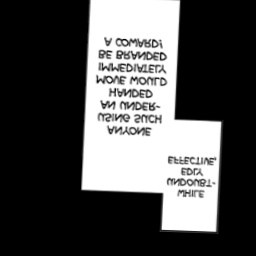 WHILE
UNDOUBT-
EDLY
EFFECTIVE,
ANYONE
USING SUCH
AN UNDER-
HANDED
MOVE WOULD
IMMEDIATELY
BE BRANDED
A COWARD!